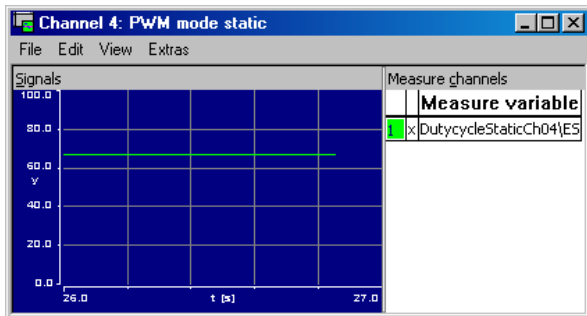 Channel 4: PWM mode static
File Edit View Extras
Signals
Measure channels
100.0
80.0
60.0
y
40.0
20.0
0.0
26.0 t [s] 27.0
Measure variable
1 x DutycycleStaticCh04\ES